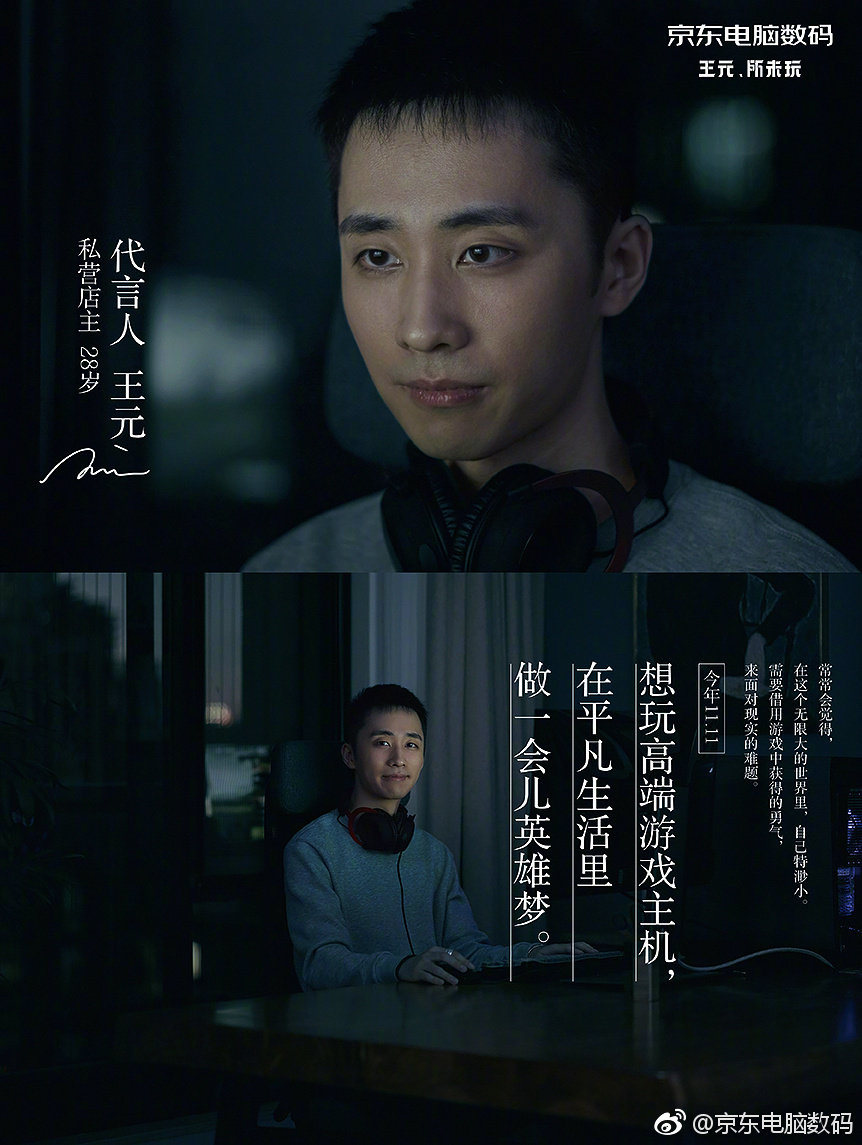 京东电脑数码
王元、所未玩
代言人 王元
私营店主 28岁
常常会觉得,
在这个无限大的世界里，自己特渺小。
需要借用游戏中获得的勇气,
来面对现实的难题。
今年11.11
想玩高端游戏主机,
在平凡生活里
做一会儿英雄梦。
@京东电脑数码